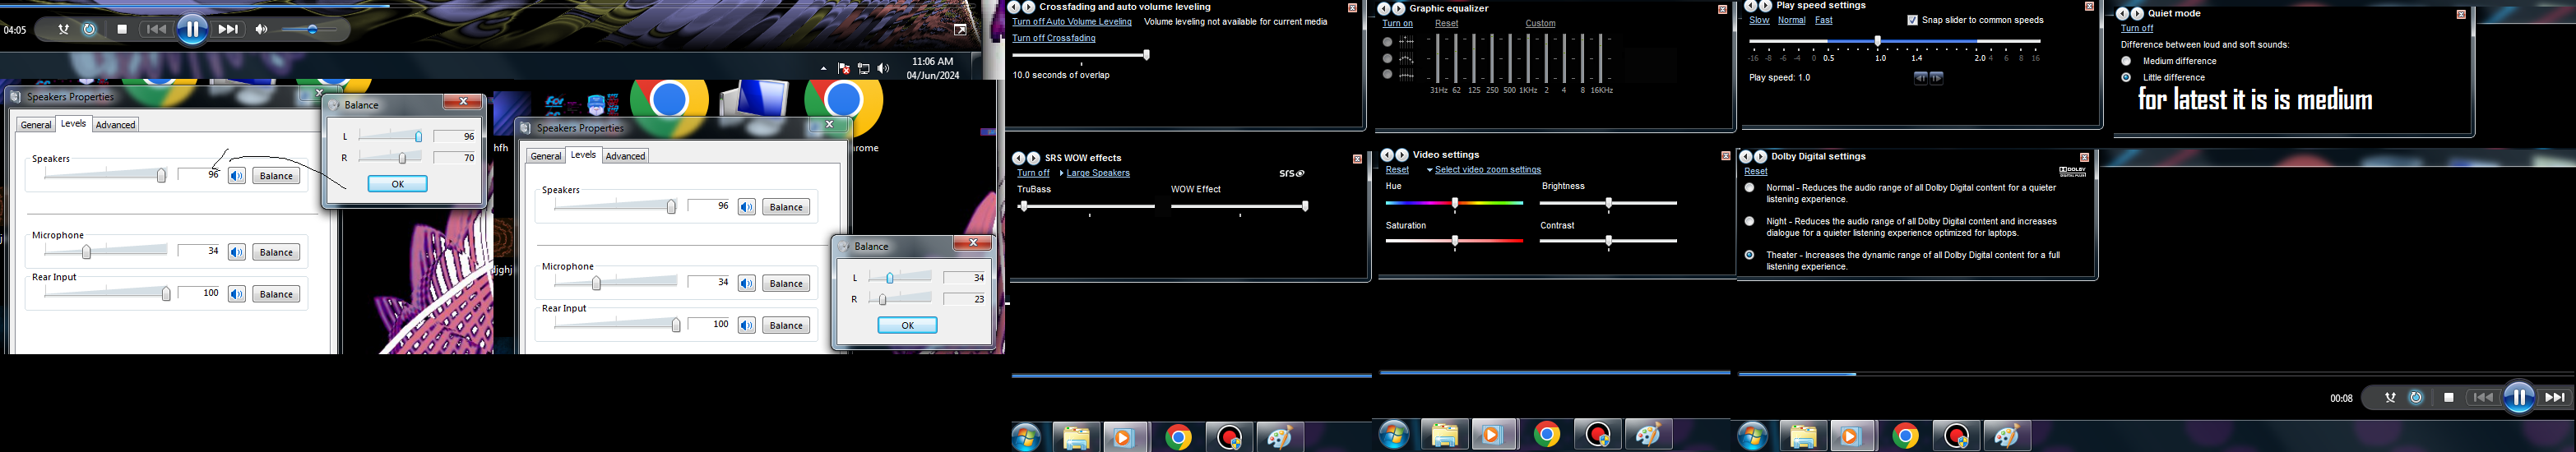 04:05
11:06 AM
04/Jun/2024
Speakers Properties
General Levels Advanced
Speakers
96 Balance
Microphone
34 Balance
Rear Input
100 Balance
Balance
L 96
R 70
OK
hfh
Speakers Properties
General Levels Advanced
Speakers
96 Balance
Microphone
34 Balance
Rear Input
100 Balance
Balance
L 34
R 23
OK
Crossfading and auto volume leveling
Turn off Auto Volume Leveling Volume leveling not available for current media
Turn off Crossfading
10.0 seconds of overlap
Graphic equalizer
Turn on Reset Custom
31Hz 62 125 250 500 1KHz 2 4 8 16KHz
Play speed settings
Slow Normal Fast Snap slider to common speeds
-16 -8 -4 0 0.5 1.0 1.4 2.0 4 6 8 16
Play speed: 1.0
Quiet mode
Turn off
Difference between loud and soft sounds:
Medium difference
Little difference
for latest it is is medium
SRS WOW effects
Turn off Large Speakers SRS
TruBass WOW Effect
Video settings
Reset Select video zoom settings
Hue Brightness
Saturation Contrast
Dolby Digital settings
Reset
DOLBY
DIGITAL PLUS
Normal - Reduces the audio range of all Dolby Digital content for a quieter
listening experience.
Night - Reduces the audio range of all Dolby Digital content and increases
dialogue for a quieter listening experience optimized for laptops.
Theater - Increases the dynamic range of all Dolby Digital content for a full
listening experience.
00:08